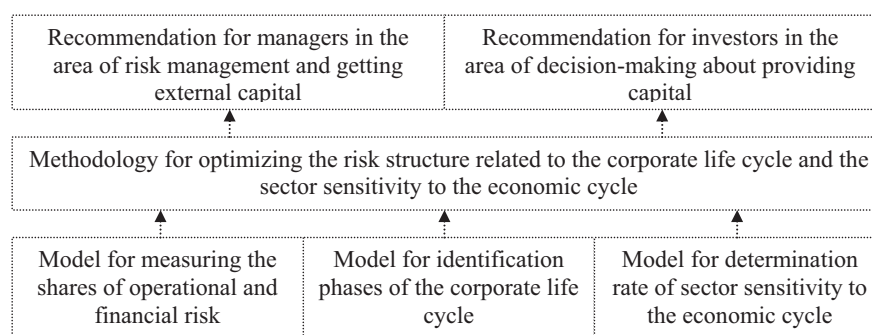 Recommendation for managers in the
area of risk management and getting
external capital
Recommendation for investors in the
area of decision-making about providing
capital
Methodology for optimizing the risk structure related to the corporate life cycle and the
sector sensitivity to the economic cycle
Model for measuring the
shares of operational and
financial risk
Model for identification
phases of the corporate life
cycle
Model for determination
rate of sector sensitivity to
the economic cycle